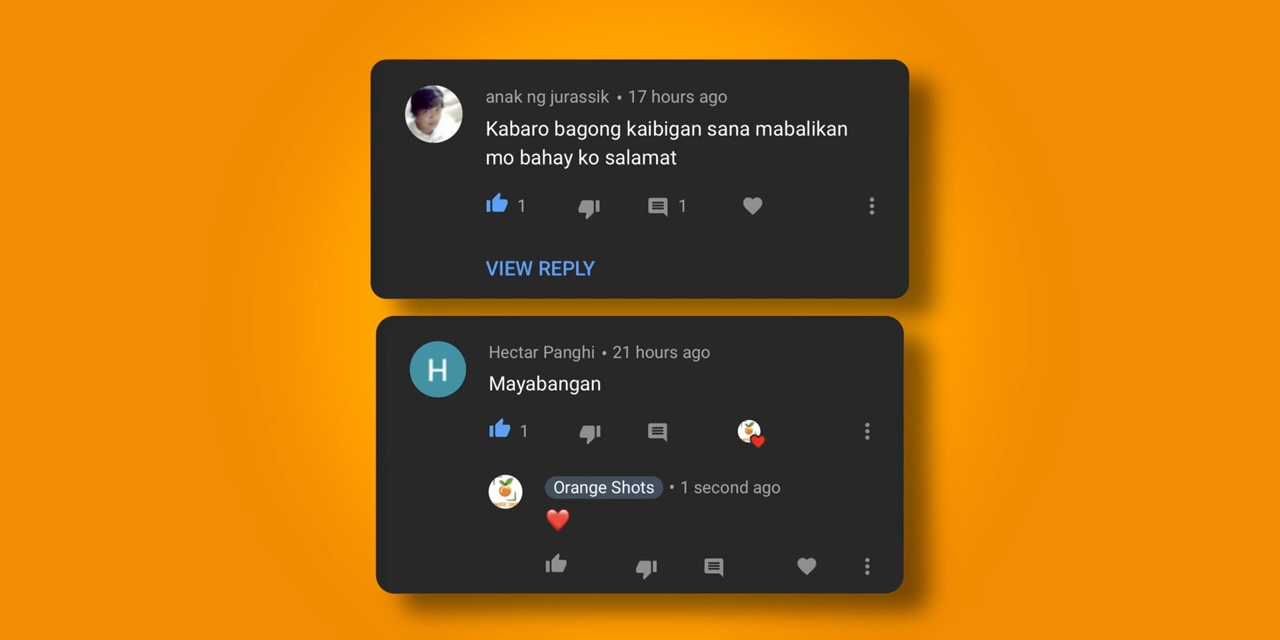 anak ng jurassik • 17 hours ago
Kabaro bagong kaibigan sana mabalikan
mo bahay ko salamat
1
1
VIEW REPLY
H
Hectar Panghi • 21 hours ago
Mayabangan
1
Orange Shots • 1 second ago